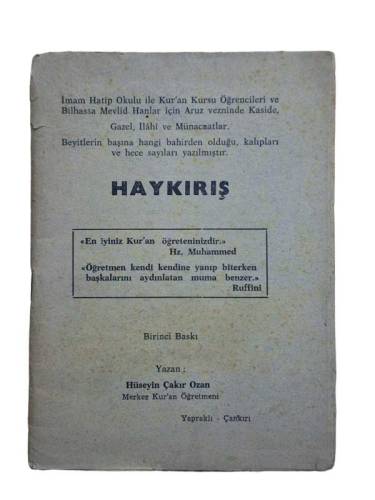 İmam Hatip Okulu ile Kur'an Kursu Öğrencileri ve
Bilhassa Mevlid Hanlar için Aruz vezninde Kaside,
Gazel, İlâhi ve Münacaatlar.
Beyitlerin başına hangi bahirden olduğu, kalıpları
ve hece sayıları yazılmıştır.
HAYKIRIŞ
«En iyiniz Kur'an öğreteninizdir.»
Hz. Muhammed
«Öğretmen kendi kendine yanıp biterken
başkalarını aydınlatan muma benzer.»
Ruffini
Birinci Baskı
Yazan :
Hüseyin Çakır Ozan
Merkez Kur'an Öğretmeni
Yapraklı - Çankırı